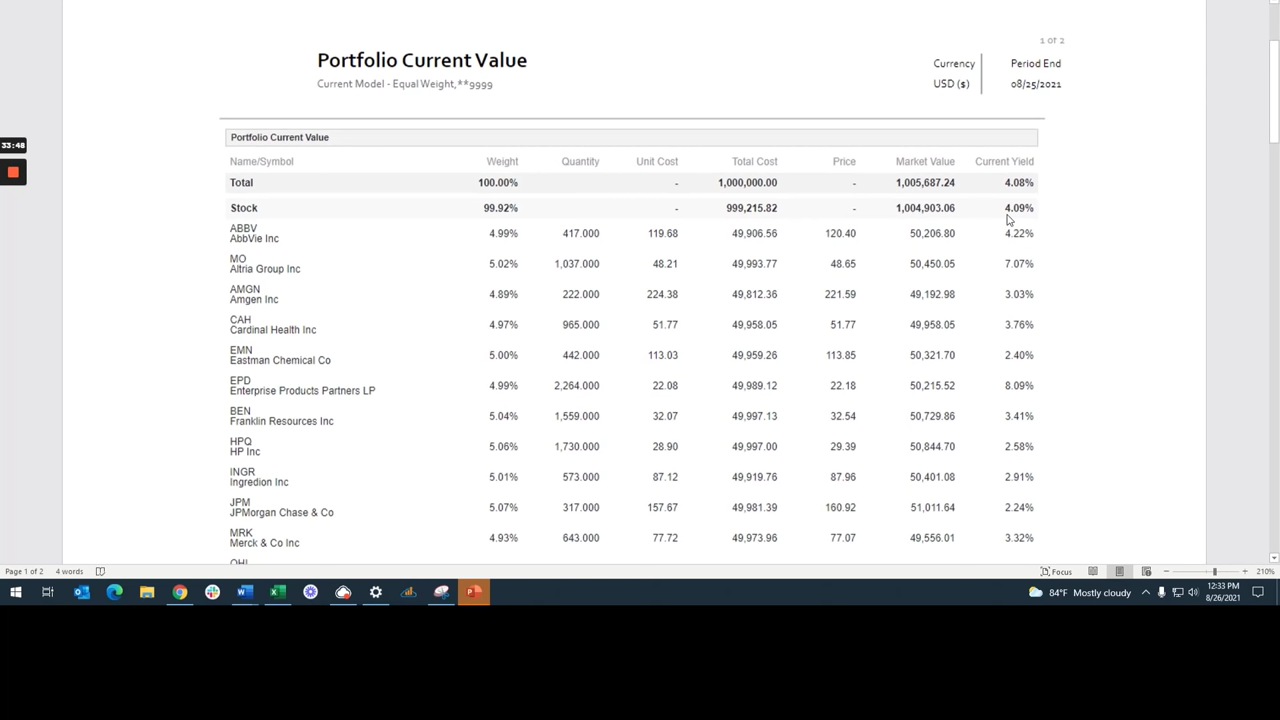 1 of 2
Portfolio Current Value
Current Model - Equal Weight,**9999
Currency Period End
USD ($) 08/25/2021
33:48
Portfolio Current Value
Name/Symbol Weight Quantity Unit Cost Total Cost Price Market Value Current Yield
Total 100.00% - 1,000,000.00 - 1,005,687.24 4.08%
Stock 99.92% - 999,215.82 - 1,004,903.06 4.09%
ABBV
AbbVie Inc 4.99% 417.000 119.68 49,906.56 120.40 50,206.80 4.22%
MO
Altria Group Inc 5.02% 1,037.000 48.21 49,993.77 48.65 50,450.05 7.07%
AMGN
Amgen Inc 4.89% 222.000 224.38 49,812.36 221.59 49,192.98 3.03%
CAH
Cardinal Health Inc 4.97% 965.000 51.77 49,958.05 51.77 49,958.05 3.76%
EMN
Eastman Chemical Co 5.00% 442.000 113.03 49,959.26 113.85 50,321.70 2.40%
EPD
Enterprise Products Partners LP 4.99% 2,264.000 22.08 49,989.12 22.18 50,215.52 8.09%
BEN
Franklin Resources Inc 5.04% 1,559.000 32.07 49,997.13 32.54 50,729.86 3.41%
HPQ
HP Inc 5.06% 1,730.000 28.90 49,997.00 29.39 50,844.70 2.58%
INGR
Ingredion Inc 5.01% 573.000 87.12 49,919.76 87.96 50,401.08 2.91%
JPM
JPMorgan Chase & Co 5.07% 317.000 157.67 49,981.39 160.92 51,011.64 2.24%
MRK
Merck & Co Inc 4.93% 643.000 77.72 49,973.96 77.07 49,556.01 3.32%
OHI
Page 1 of 2 4 words Focus 210%
84°F Mostly cloudy 12:33 PM
8/26/2021